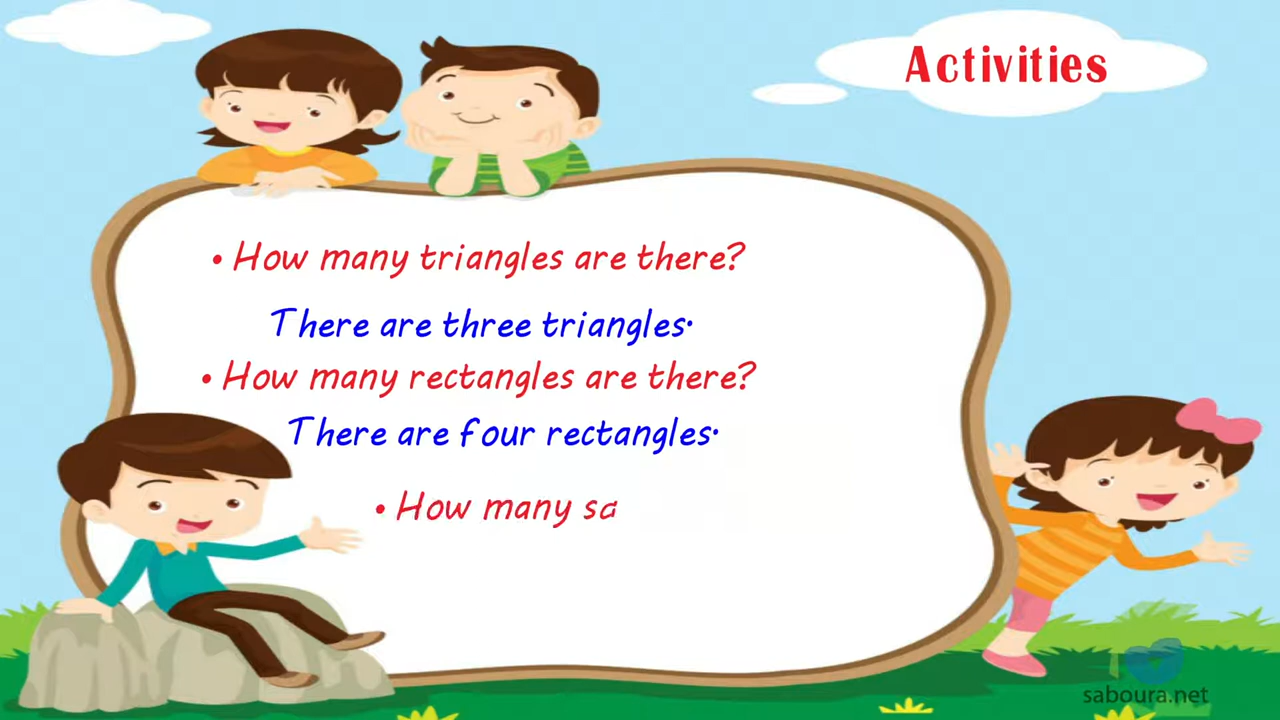 Activities
• How many triangles are there?
There are three triangles.
• How many rectangles are there?
There are four rectangles.
• How many
saboura.net